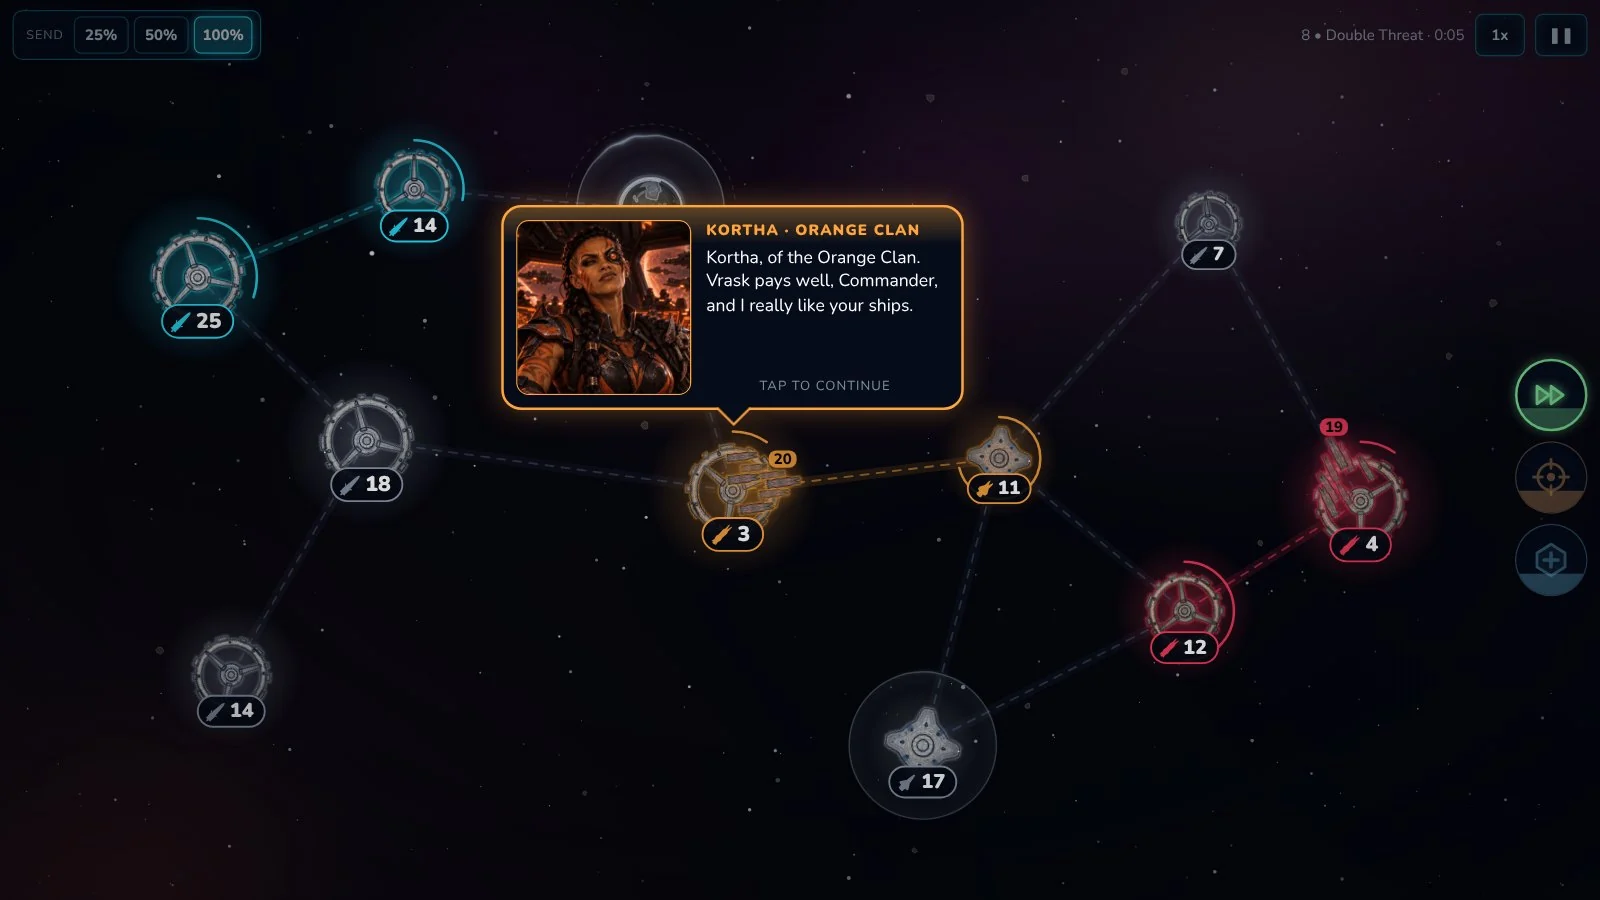 SEND 25% 50% 100%
8 • Double Threat · 0:05 1x
14
25
KORTHA · ORANGE CLAN
Kortha, of the Orange Clan.
Vrask pays well, Commander,
and I really like your ships.
TAP TO CONTINUE
7
19
20
18
11
3
4
12
14
17